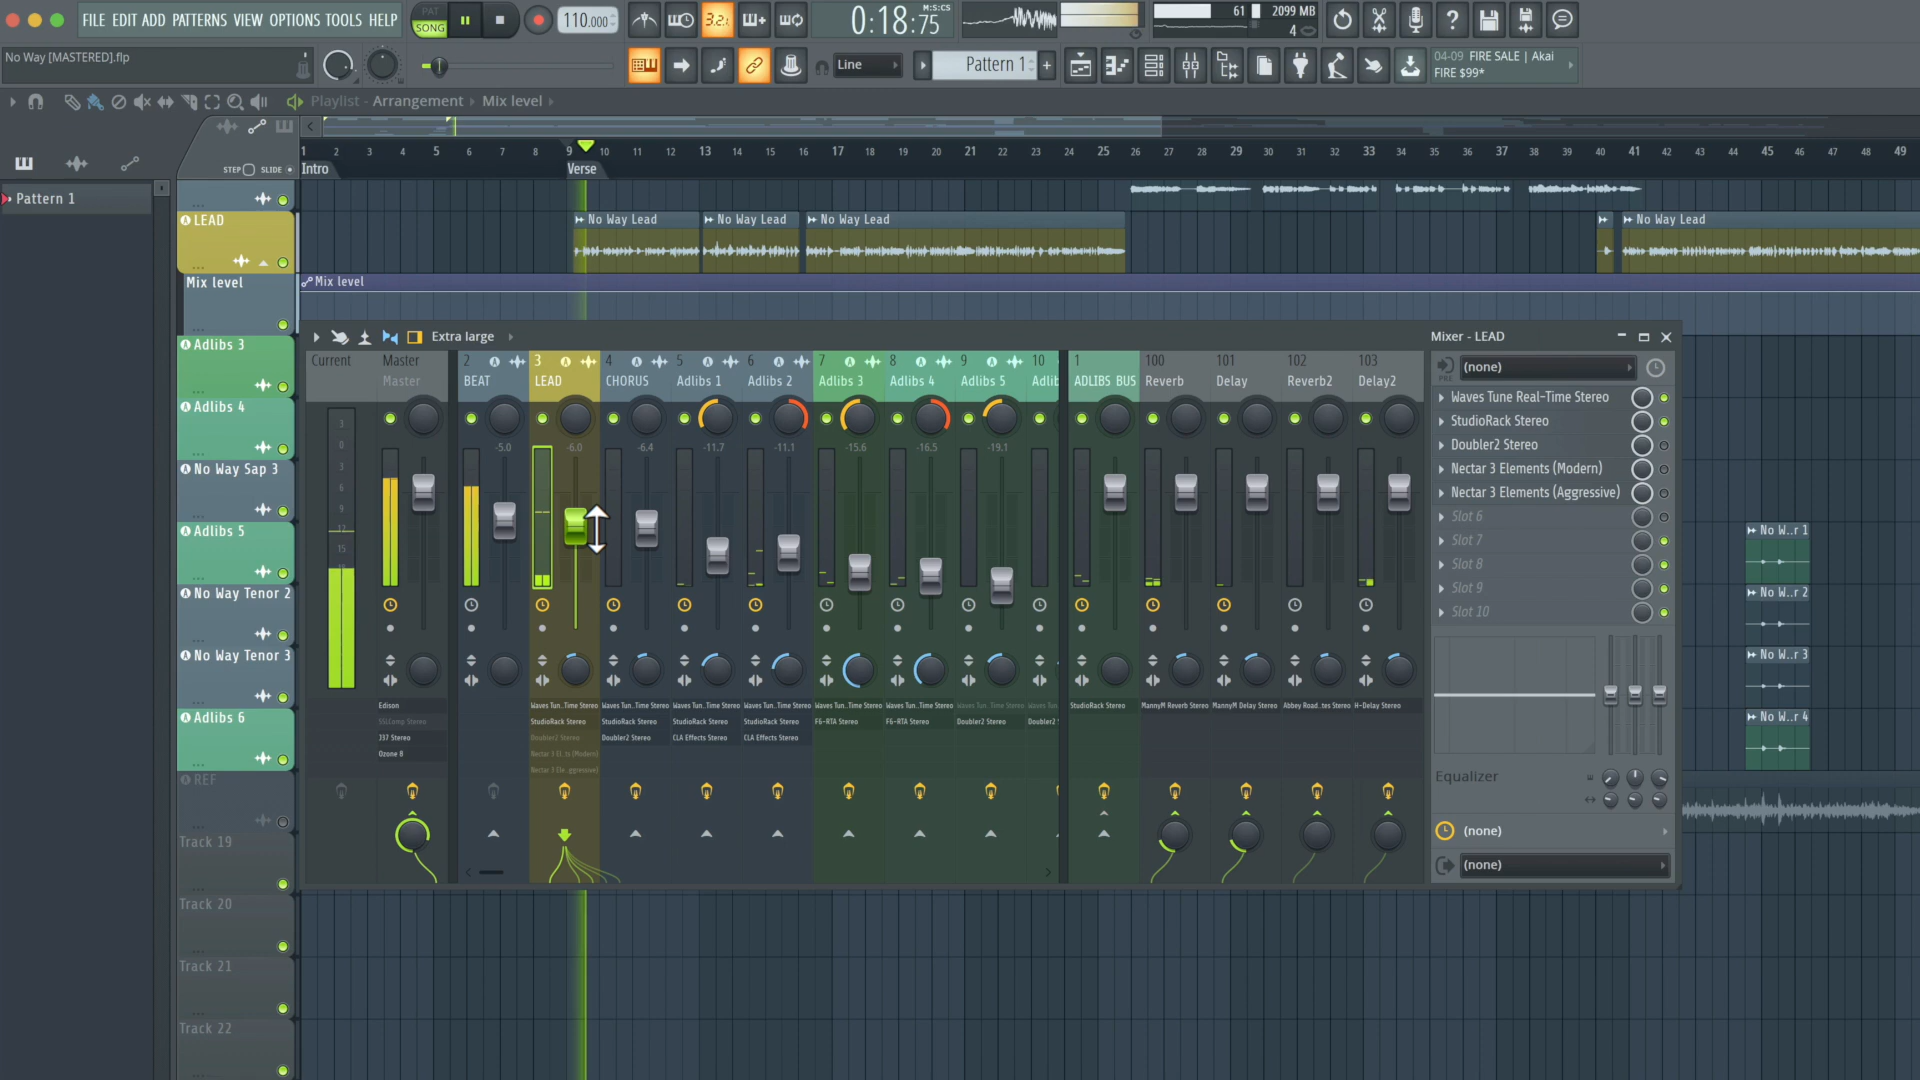 FILE EDIT ADD PATTERNS VIEW OPTIONS TOOLS HELP
PAT
SONG
110.000
3.2.
0:18:75
M:S:CS
61
2099 MB
4
No Way [MASTERED].flp
Line
Pattern 1
04-09 FIRE SALE | Akai
FIRE $99*
Playlist - Arrangement
Mix level
STEP
SLIDE
1 2 3 4 5 6 7 8 9 10 11 12 13 14 15 16 17 18 19 20 21 22 23 24 25 26 27 28 29 30 31 32 33 34 35 36 37 38 39 40 41 42 43 44 45 46 47 48 49
Intro
Verse
Pattern 1
LEAD
No Way Lead
No Way Lead
No Way Lead
No Way Lead
Mix level
Mix level
Adlibs 3
Adlibs 4
No Way Sap 3
Adlibs 5
No Way Tenor 2
No Way Tenor 3
Adlibs 6
REF
Track 19
Track 20
Track 21
Track 22
No W..r 1
No W..r 2
No W..r 3
No W..r 4
Extra large
Mixer - LEAD
Current
Master
Master
2
BEAT
3
LEAD
4
CHORUS
5
Adlibs 1
6
Adlibs 2
7
Adlibs 3
8
Adlibs 4
9
Adlibs 5
10
Adlib
1
ADLIBS BUS
100
Reverb
101
Delay
102
Reverb2
103
Delay2
-5.0
-6.0
-6.4
-11.7
-11.1
-15.6
-16.5
-19.1
3
0
3
6
9
12
15
Edison
SSLComp Stereo
J37 Stereo
Ozone 8
Waves Tun..Time Stereo
StudioRack Stereo
Doubler2 Stereo
Nectar 3 El..ts (Modern)
Nectar 3 Ele..ggressive)
Waves Tun..Time Stereo
StudioRack Stereo
Doubler2 Stereo
Waves Tun..Time Stereo
StudioRack Stereo
CLA Effects Stereo
Waves Tun..Time Stereo
StudioRack Stereo
CLA Effects Stereo
Waves Tun..Time Stereo
F6-RTA Stereo
Waves Tun..Time Stereo
F6-RTA Stereo
Waves Tun..Time Stereo
Doubler2 Stereo
Waves Tun
Doubler2
StudioRack Stereo
MannyM Reverb Stereo
MannyM Delay Stereo
Abbey Road..tes Stereo
H-Delay Stereo
(none)
PRE
Waves Tune Real-Time Stereo
StudioRack Stereo
Doubler2 Stereo
Nectar 3 Elements (Modern)
Nectar 3 Elements (Aggressive)
Slot 6
Slot 7
Slot 8
Slot 9
Slot 10
Equalizer
(none)
(none)